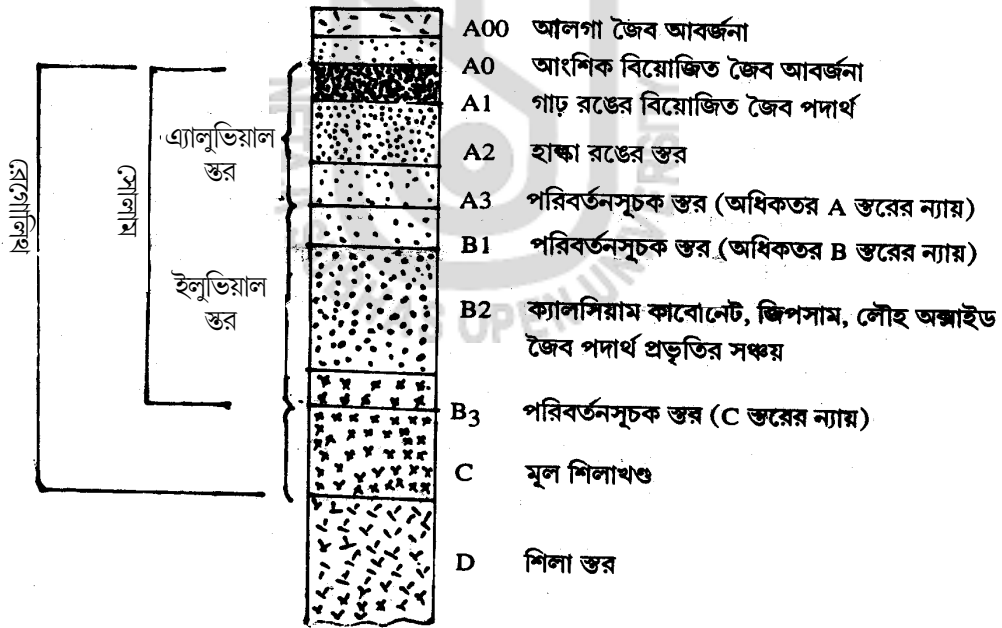 A00 আলগা জৈব আবর্জনা
A0 আংশিক বিয়োজিত জৈব আবর্জনা
A1 গাঢ় রঙের বিয়োজিত জৈব পদার্থ
A2 হাল্কা রঙের স্তর
A3 পরিবর্তনসূচক স্তর (অধিকতর A স্তরের ন্যায়)
B1 পরিবর্তনসূচক স্তর (অধিকতর B স্তরের ন্যায়)
B2 ক্যালসিয়াম কাবোনেট, জিপসাম, লৌহ অক্সাইড
জৈব পদার্থ প্রভৃতির সঞ্চয়
B3 পরিবর্তনসূচক স্তর (C স্তরের ন্যায়)
C মূল শিলাখণ্ড
D শিলা স্তর
এ্যালুভিয়াল
স্তর
ইলুভিয়াল
স্তর
সোলাম
রেগোলিথ
OPEN UNIVERSITY